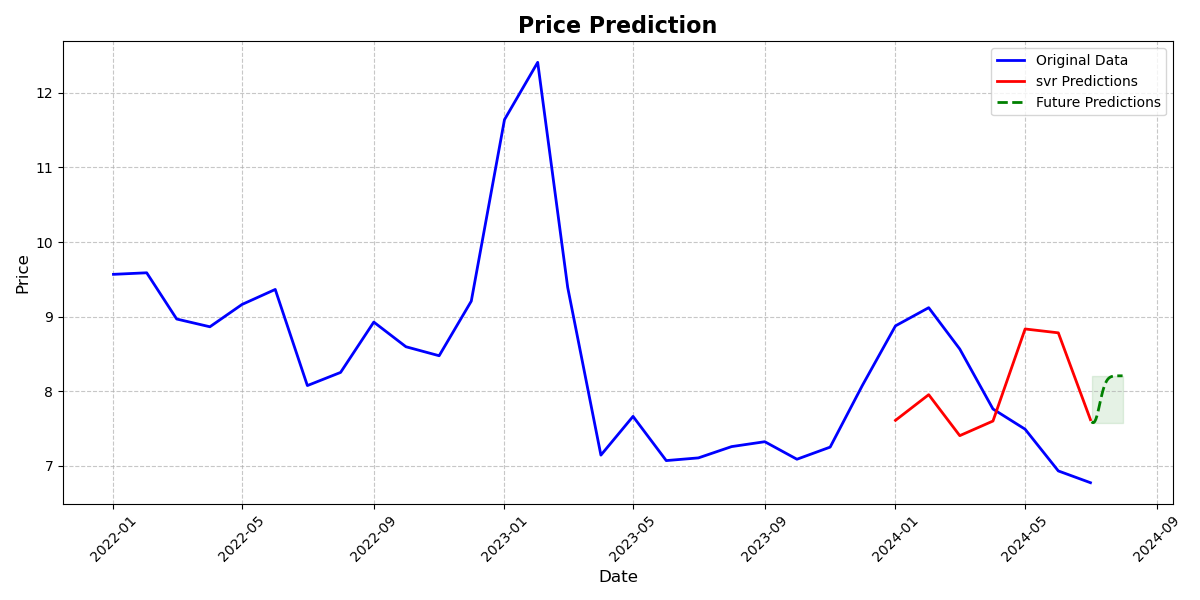 Price Prediction
Original Data
svr Predictions
Future Predictions
Price
12
11
10
9
8
7
2022-01
2022-05
2022-09
2023-01
2023-05
2023-09
2024-01
2024-05
2024-09
Date